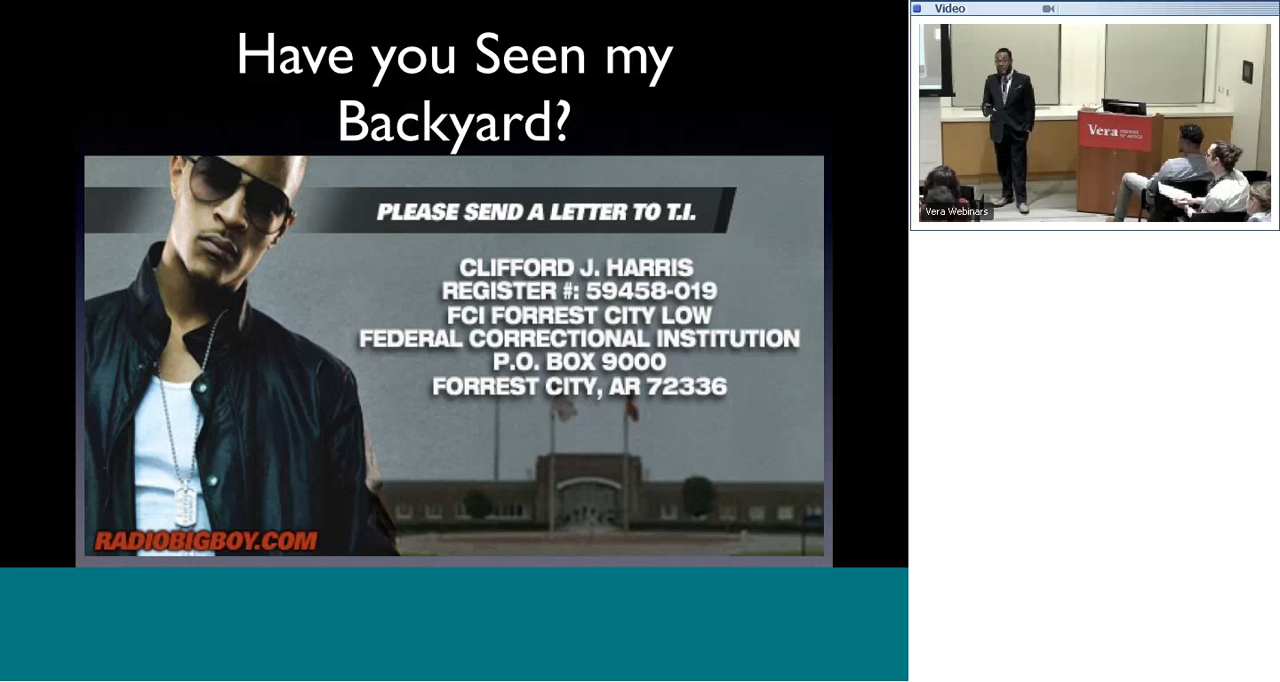 Have you Seen my
Backyard?
PLEASE SEND A LETTER TO T.I.
CLIFFORD J. HARRIS
REGISTER #: 59458-019
FCI FORREST CITY LOW
FEDERAL CORRECTIONAL INSTITUTION
P.O. BOX 9000
FORREST CITY, AR 72336
RADIOBIGBOY.COM
Video
Vera
Vera Webinars